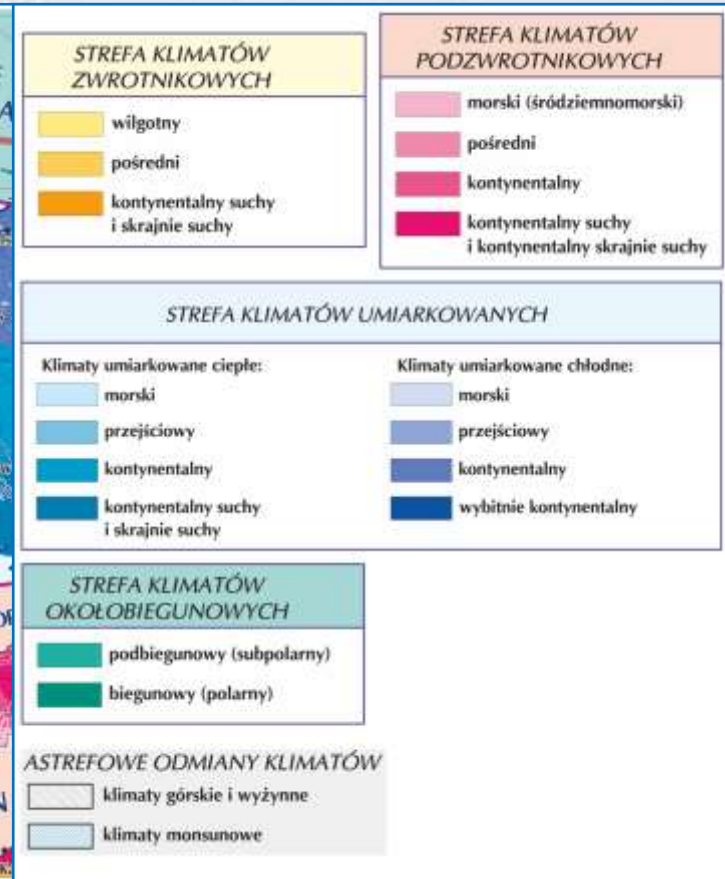 STREFA KLIMATÓW
ZWROTNIKOWYCH
wilgotny
pośredni
kontynentalny suchy
i skrajnie suchy
STREFA KLIMATÓW
PODZWROTNIKOWYCH
morski (śródziemnomorski)
pośredni
kontynentalny
kontynentalny suchy
i kontynentalny skrajnie suchy
STREFA KLIMATÓW UMIARKOWANYCH
Klimaty umiarkowane ciepłe:
morski
przejściowy
kontynentalny
kontynentalny suchy
i skrajnie suchy
Klimaty umiarkowane chłodne:
morski
przejściowy
kontynentalny
wybitnie kontynentalny
STREFA KLIMATÓW
OKOŁOBIEGUNOWYCH
podbiegunowy (subpolarny)
biegunowy (polarny)
ASTREFOWE ODMIANY KLIMATÓW
klimaty górskie i wyżynne
klimaty monsunowe